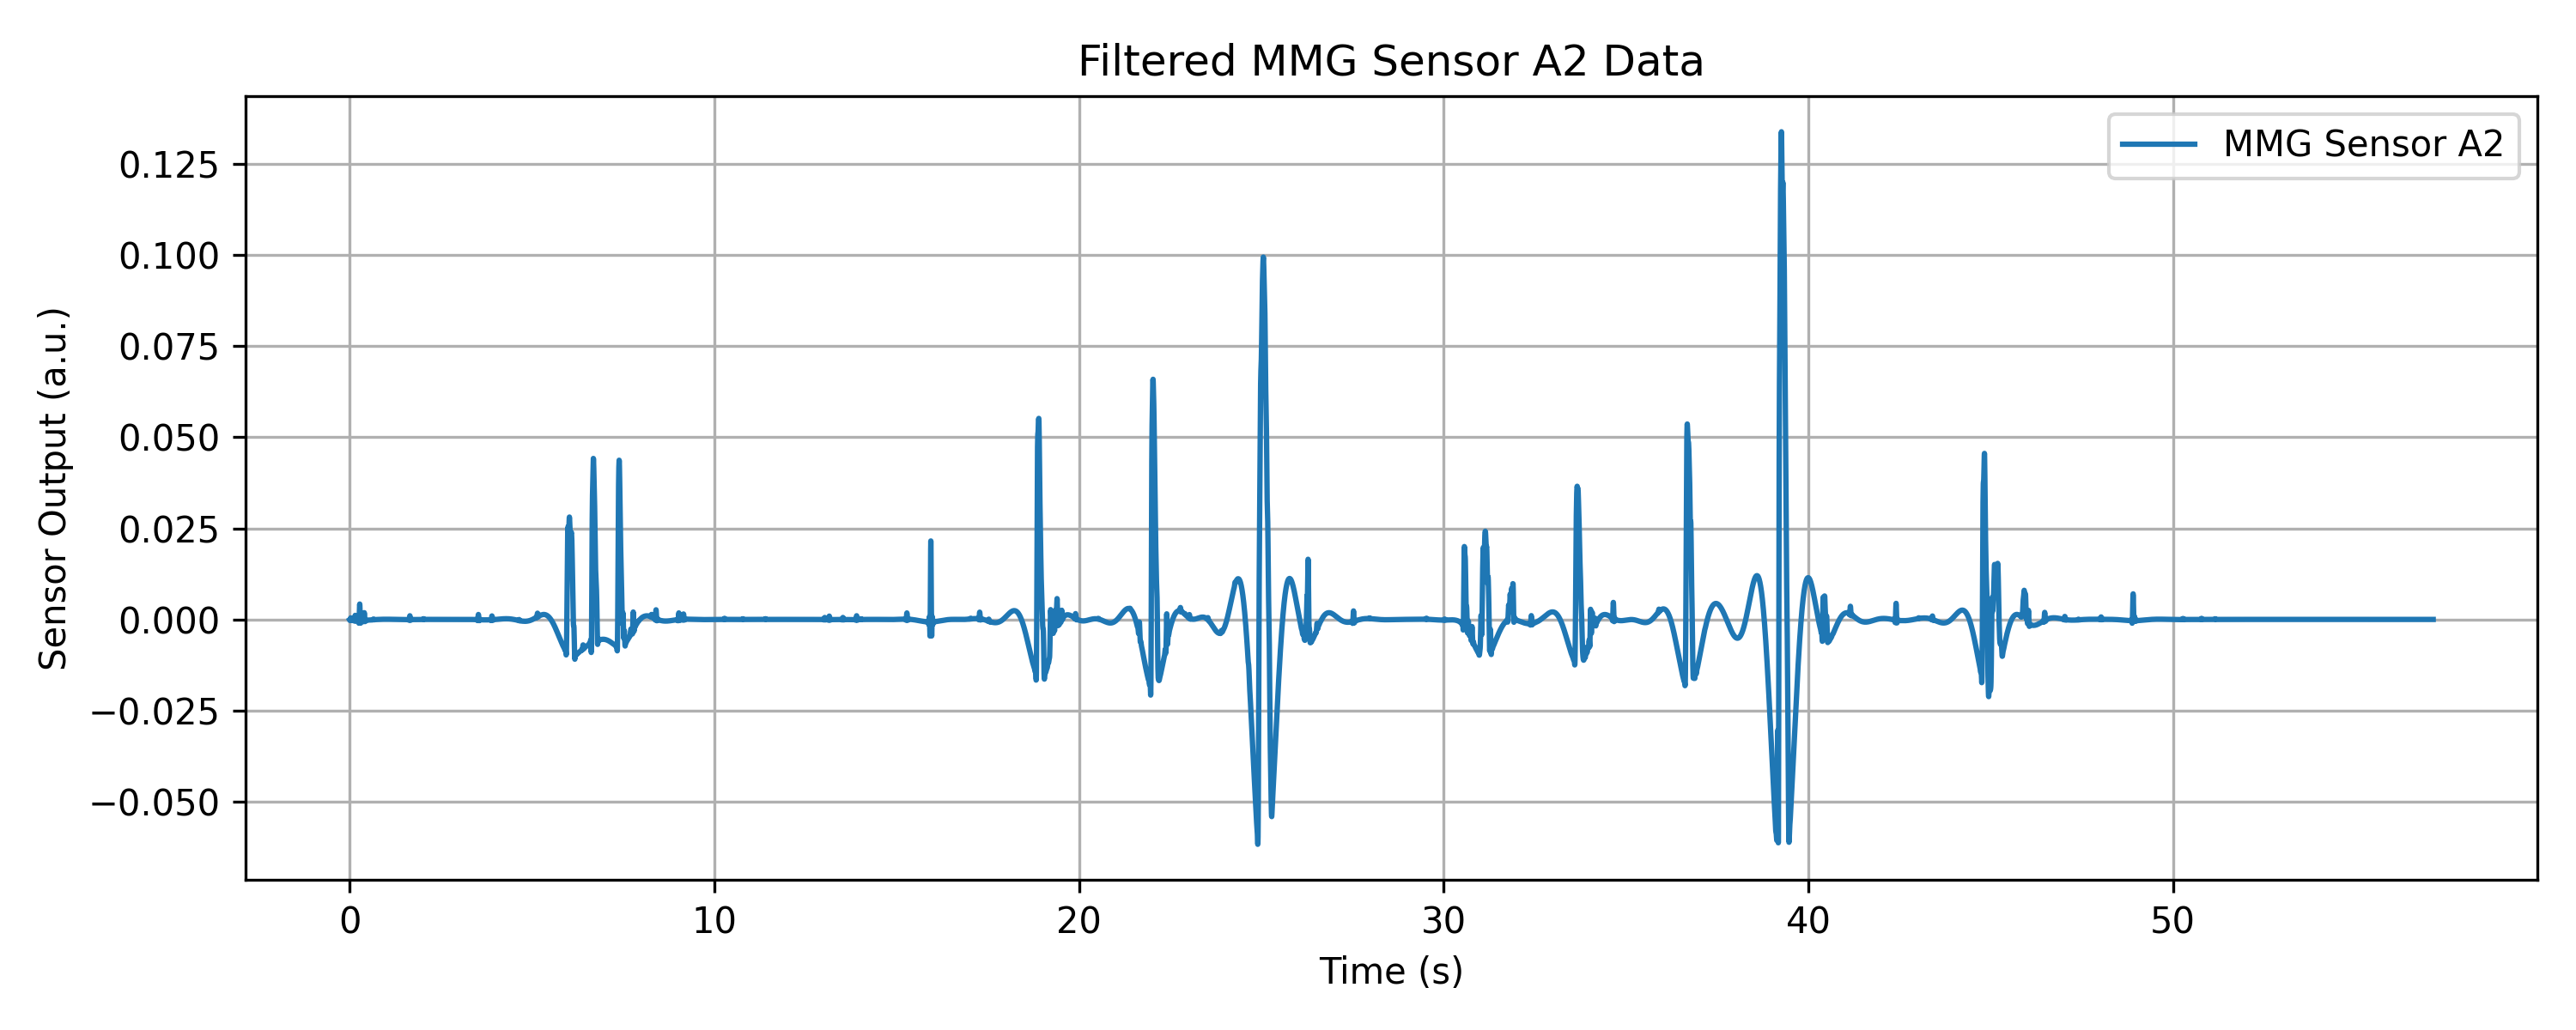 Filtered MMG Sensor A2 Data
MMG Sensor A2
Sensor Output (a.u.)
0.125
0.100
0.075
0.050
0.025
0.000
−0.025
−0.050
0 10 20 30 40 50
Time (s)